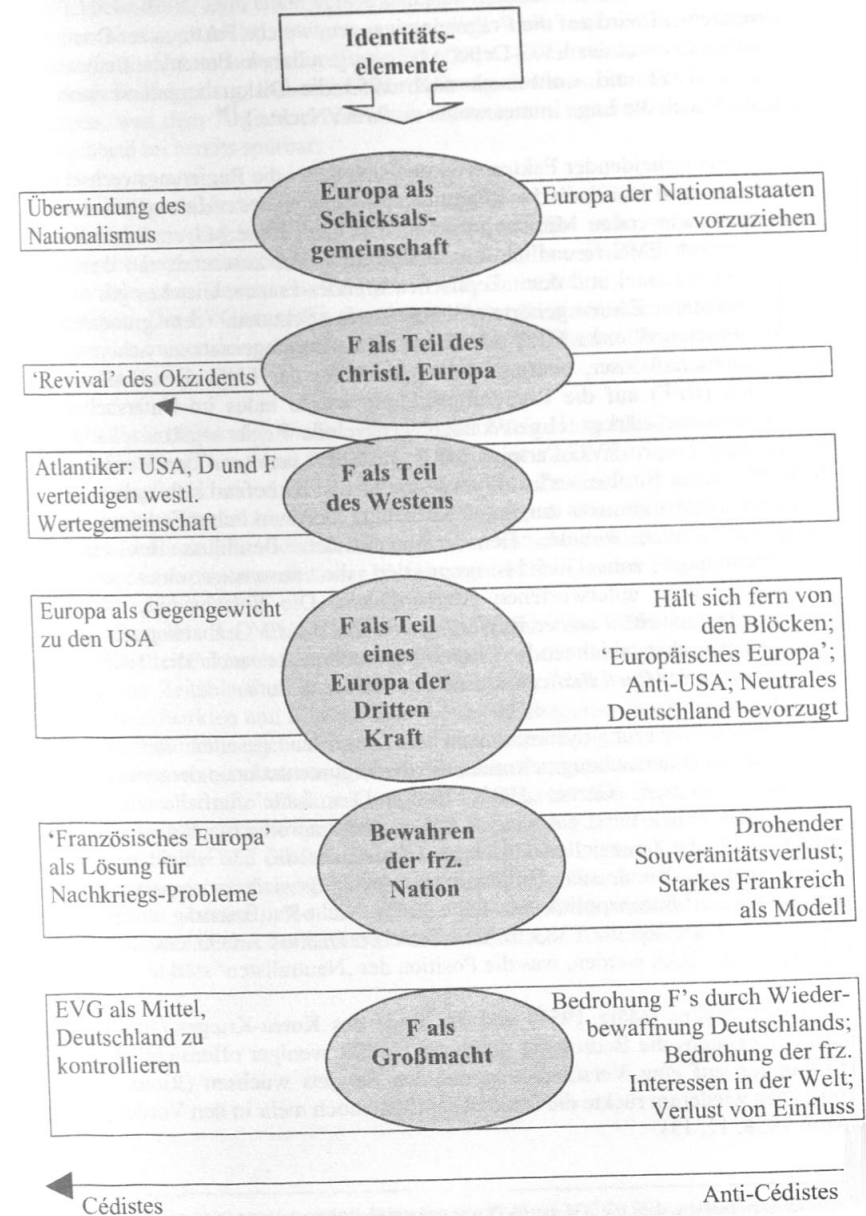 Identitäts-
elemente
Überwindung des
Nationalismus
Europa als
Schicksals-
gemeinschaft
Europa der Nationalstaaten
vorzuziehen
'Revival' des Okzidents
F als Teil des
christl. Europa
Atlantiker: USA, D und F
verteidigen westl.
Wertegemeinschaft
F als Teil
des Westens
Europa als Gegengewicht
zu den USA
F als Teil
eines
Europa der
Dritten
Kraft
Hält sich fern von
den Blöcken;
'Europäisches Europa';
Anti-USA; Neutrales
Deutschland bevorzugt
'Französisches Europa'
als Lösung für
Nachkriegs-Probleme
Bewahren
der frz.
Nation
Drohender
Souveränitätsverlust;
Starkes Frankreich
als Modell
EVG als Mittel,
Deutschland zu
kontrollieren
F als
Großmacht
Bedrohung F's durch Wieder-
bewaffnung Deutschlands;
Bedrohung der frz.
Interessen in der Welt;
Verlust von Einfluss
Cédistes
Anti-Cédistes